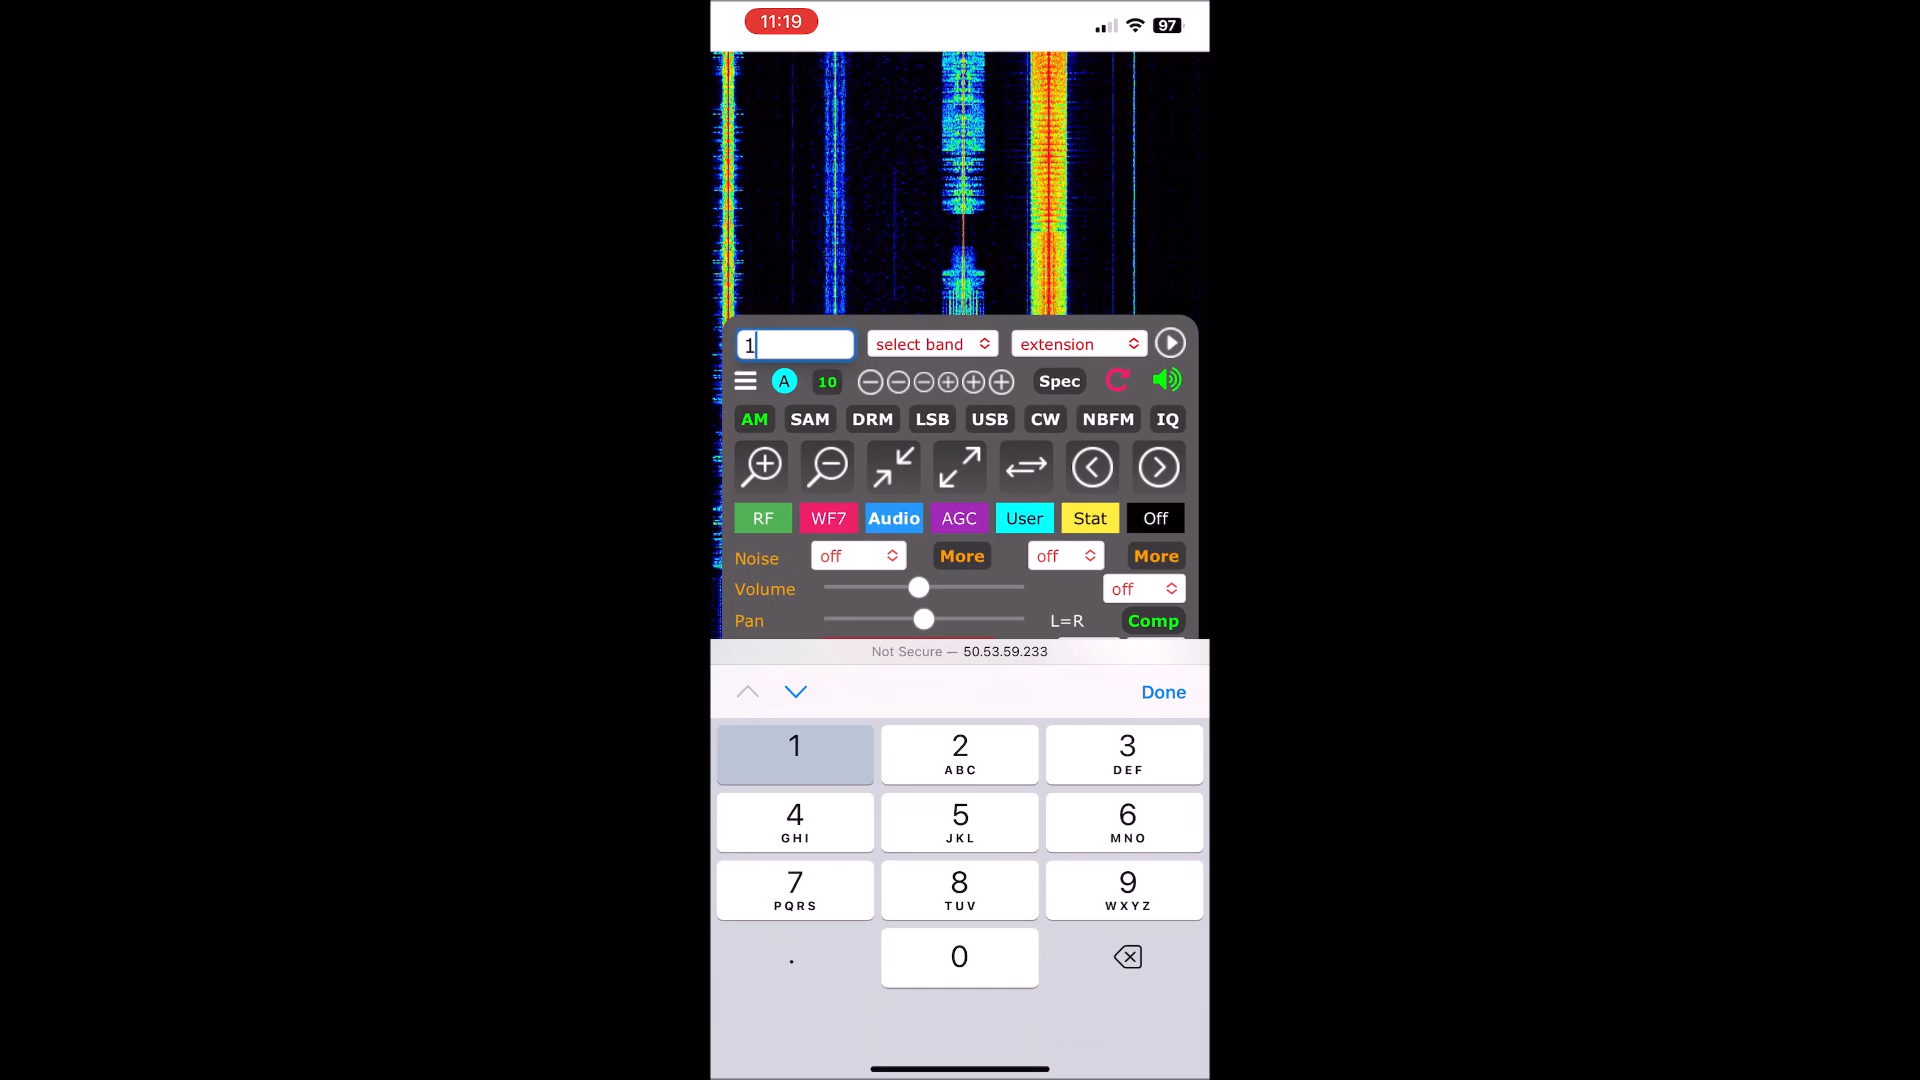 11:19 97
1 select band extension
A 10 Spec
AM SAM DRM LSB USB CW NBFM IQ
RF WF7 Audio AGC User Stat Off
Noise off More off More
Volume off
Pan L=R Comp
Not Secure — 50.53.59.233
Done
1 2 3
ABC DEF
4 5 6
GHI JKL MNO
7 8 9
PQRS TUV WXYZ
. 0